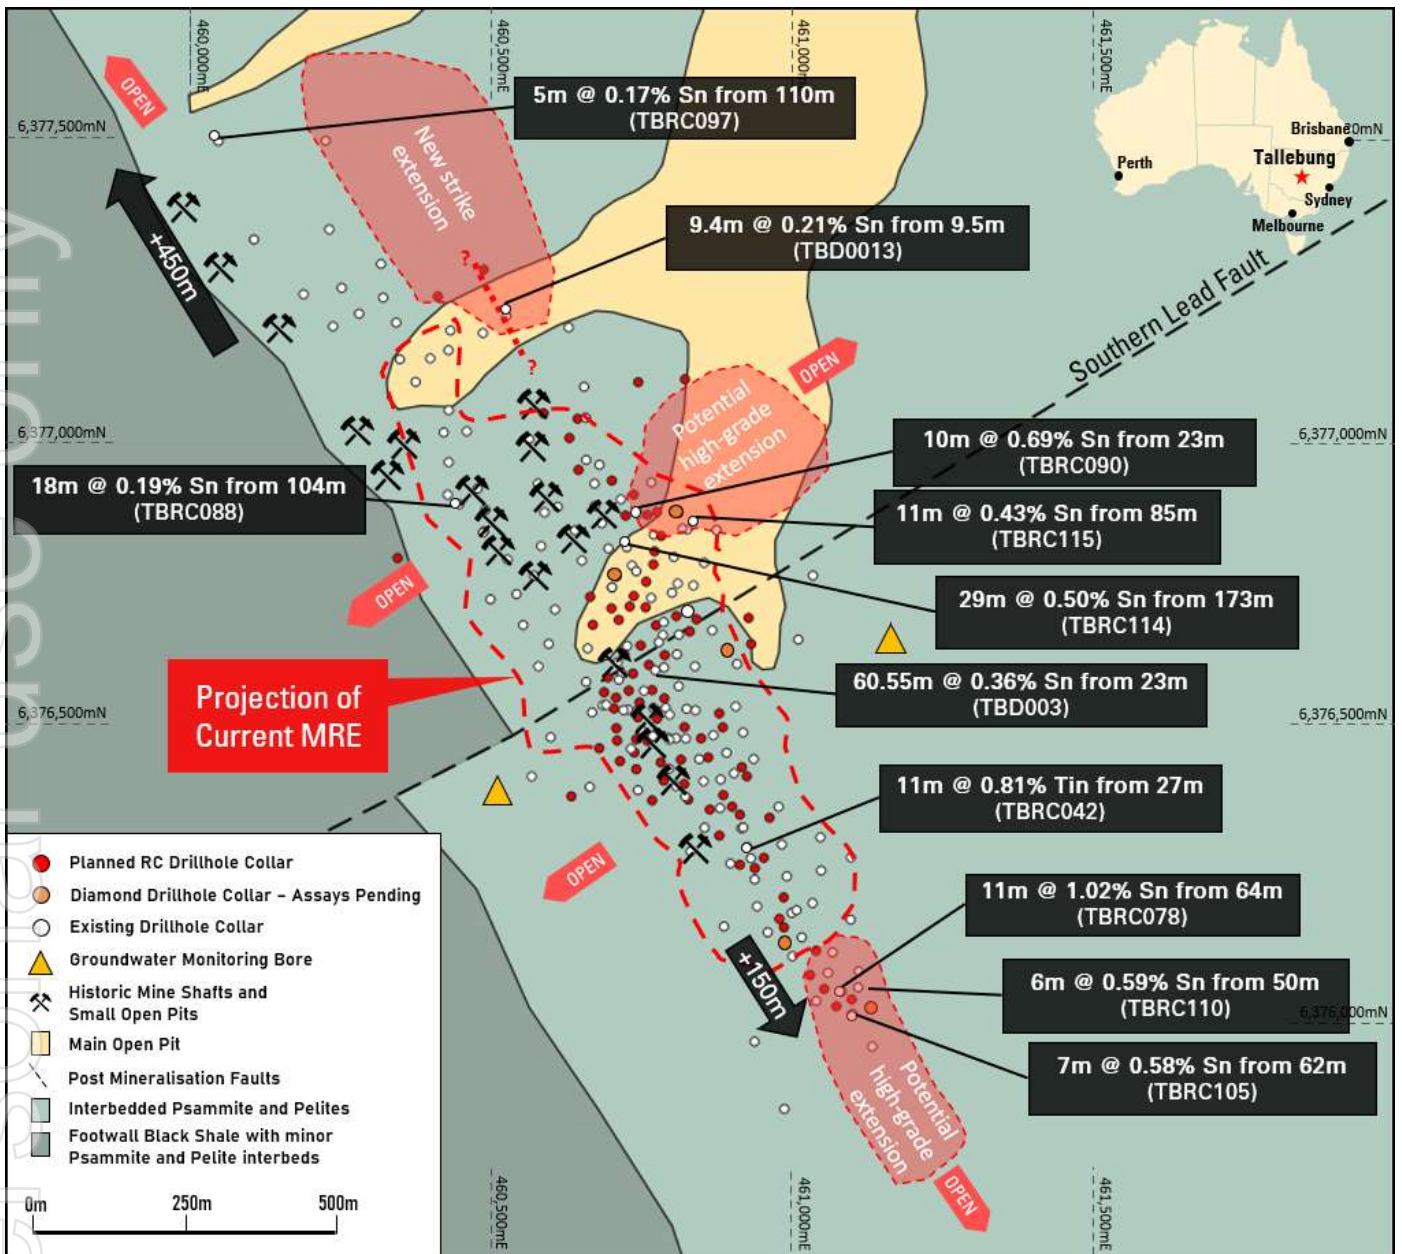 460,000mE
460,500mE
461,000mE
461,500mE
OPEN
5m @ 0.17% Sn from 110m
(TBRC097)
6,377,500mN
New strike
extension
Brisbane
0mN
Perth
Tallebung
Sydney
Melbourne
9.4m @ 0.21% Sn from 9.5m
(TBD0013)
+450m
?
?
Southern Lead Fault
OPEN
Potential
high-grade
extension
6,377,000mN
6,377,000mN
10m @ 0.69% Sn from 23m
(TBRC090)
18m @ 0.19% Sn from 104m
(TBRC088)
11m @ 0.43% Sn from 85m
(TBRC115)
OPEN
29m @ 0.50% Sn from 173m
(TBRC114)
Projection of
Current MRE
60.55m @ 0.36% Sn from 23m
(TBD003)
6,376,500mN
6,376,500mN
11m @ 0.81% Tin from 27m
(TBRC042)
OPEN
11m @ 1.02% Sn from 64m
(TBRC078)
+150m
6m @ 0.59% Sn from 50m
(TBRC110)
6,376,000mN
7m @ 0.58% Sn from 62m
(TBRC105)
Potential
high-grade
extension
OPEN
Planned RC Drillhole Collar
Diamond Drillhole Collar – Assays Pending
Existing Drillhole Collar
Groundwater Monitoring Bore
Historic Mine Shafts and
Small Open Pits
Main Open Pit
Post Mineralisation Faults
Interbedded Psammite and Pelites
Footwall Black Shale with minor
Psammite and Pelite interbeds
0m
250m
500m
460,500mE
461,000mE
461,500mE
personal use only